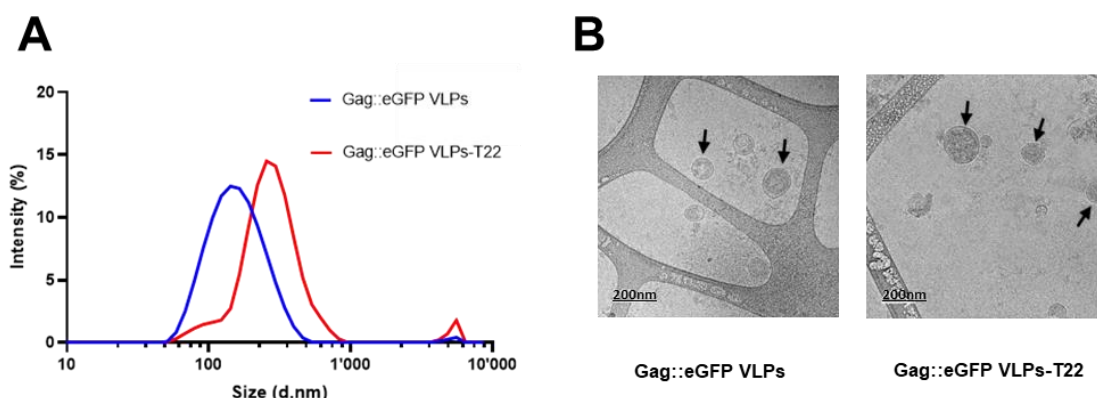 A
B
20
15
10
5
0
Intensity (%)
10
100
1'000
10'000
Size (d.nm)
Gag::eGFP VLPs
Gag::eGFP VLPs-T22
200nm
200nm
Gag::eGFP VLPs
Gag::eGFP VLPs-T22